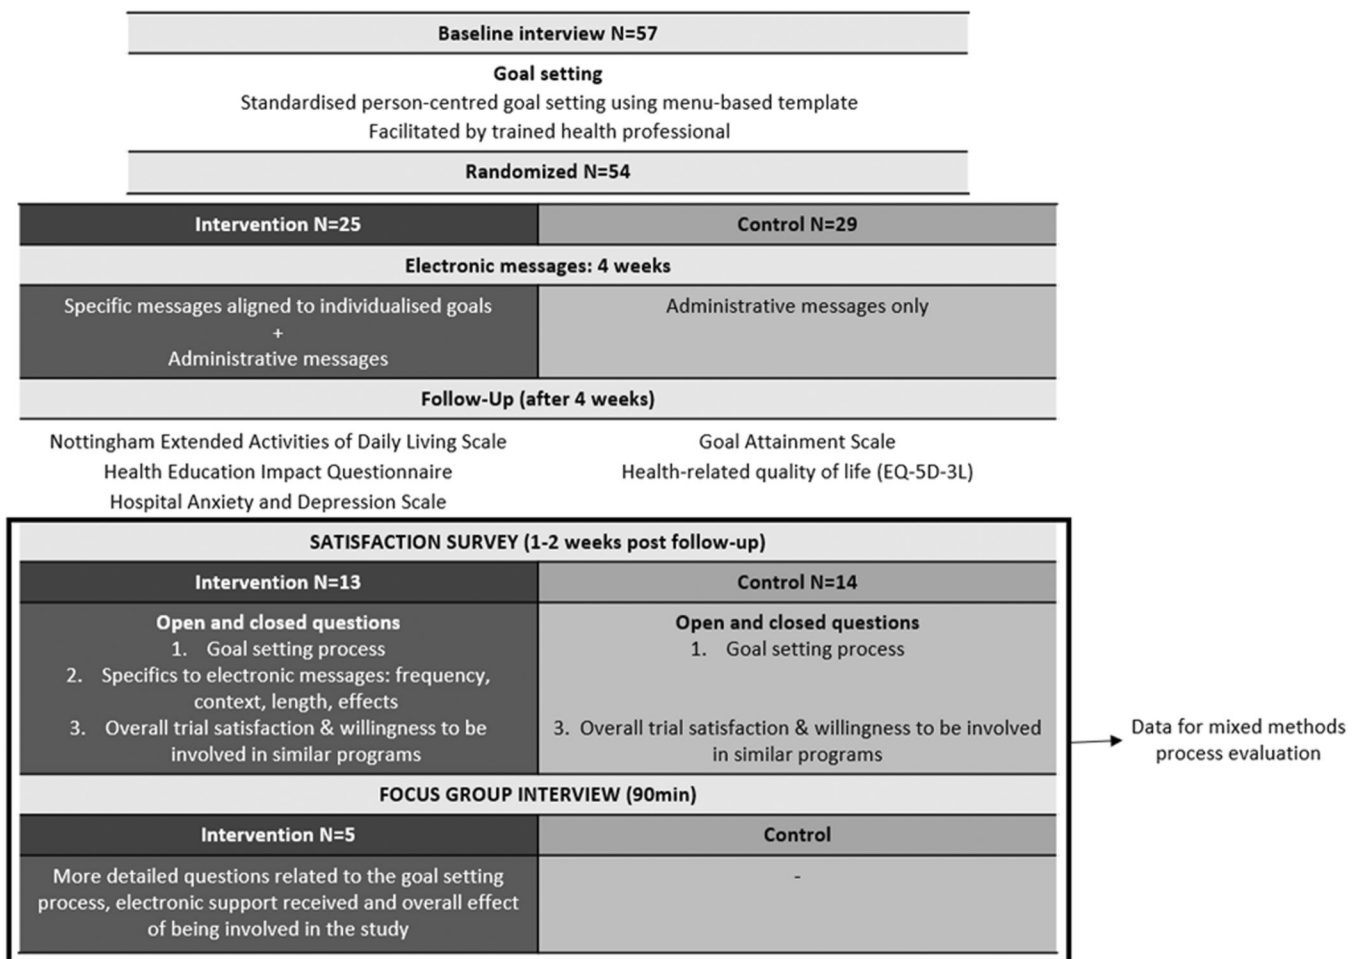 Baseline interview N=57
Goal setting
Standardised person-centred goal setting using menu-based template
Facilitated by trained health professional
Randomized N=54
Intervention N=25
Control N=29
Electronic messages: 4 weeks
Specific messages aligned to individualised goals
+
Administrative messages
Administrative messages only
Follow-Up (after 4 weeks)
Nottingham Extended Activities of Daily Living Scale
Health Education Impact Questionnaire
Hospital Anxiety and Depression Scale
Goal Attainment Scale
Health-related quality of life (EQ-5D-3L)
SATISFACTION SURVEY (1-2 weeks post follow-up)
Intervention N=13
Control N=14
Open and closed questions
1. Goal setting process
2. Specifics to electronic messages: frequency,
context, length, effects
3. Overall trial satisfaction & willingness to be
involved in similar programs
Open and closed questions
1. Goal setting process
3. Overall trial satisfaction & willingness to be involved
in similar programs
Data for mixed methods
process evaluation
FOCUS GROUP INTERVIEW (90min)
Intervention N=5
Control
More detailed questions related to the goal setting
process, electronic support received and overall effect
of being involved in the study
-